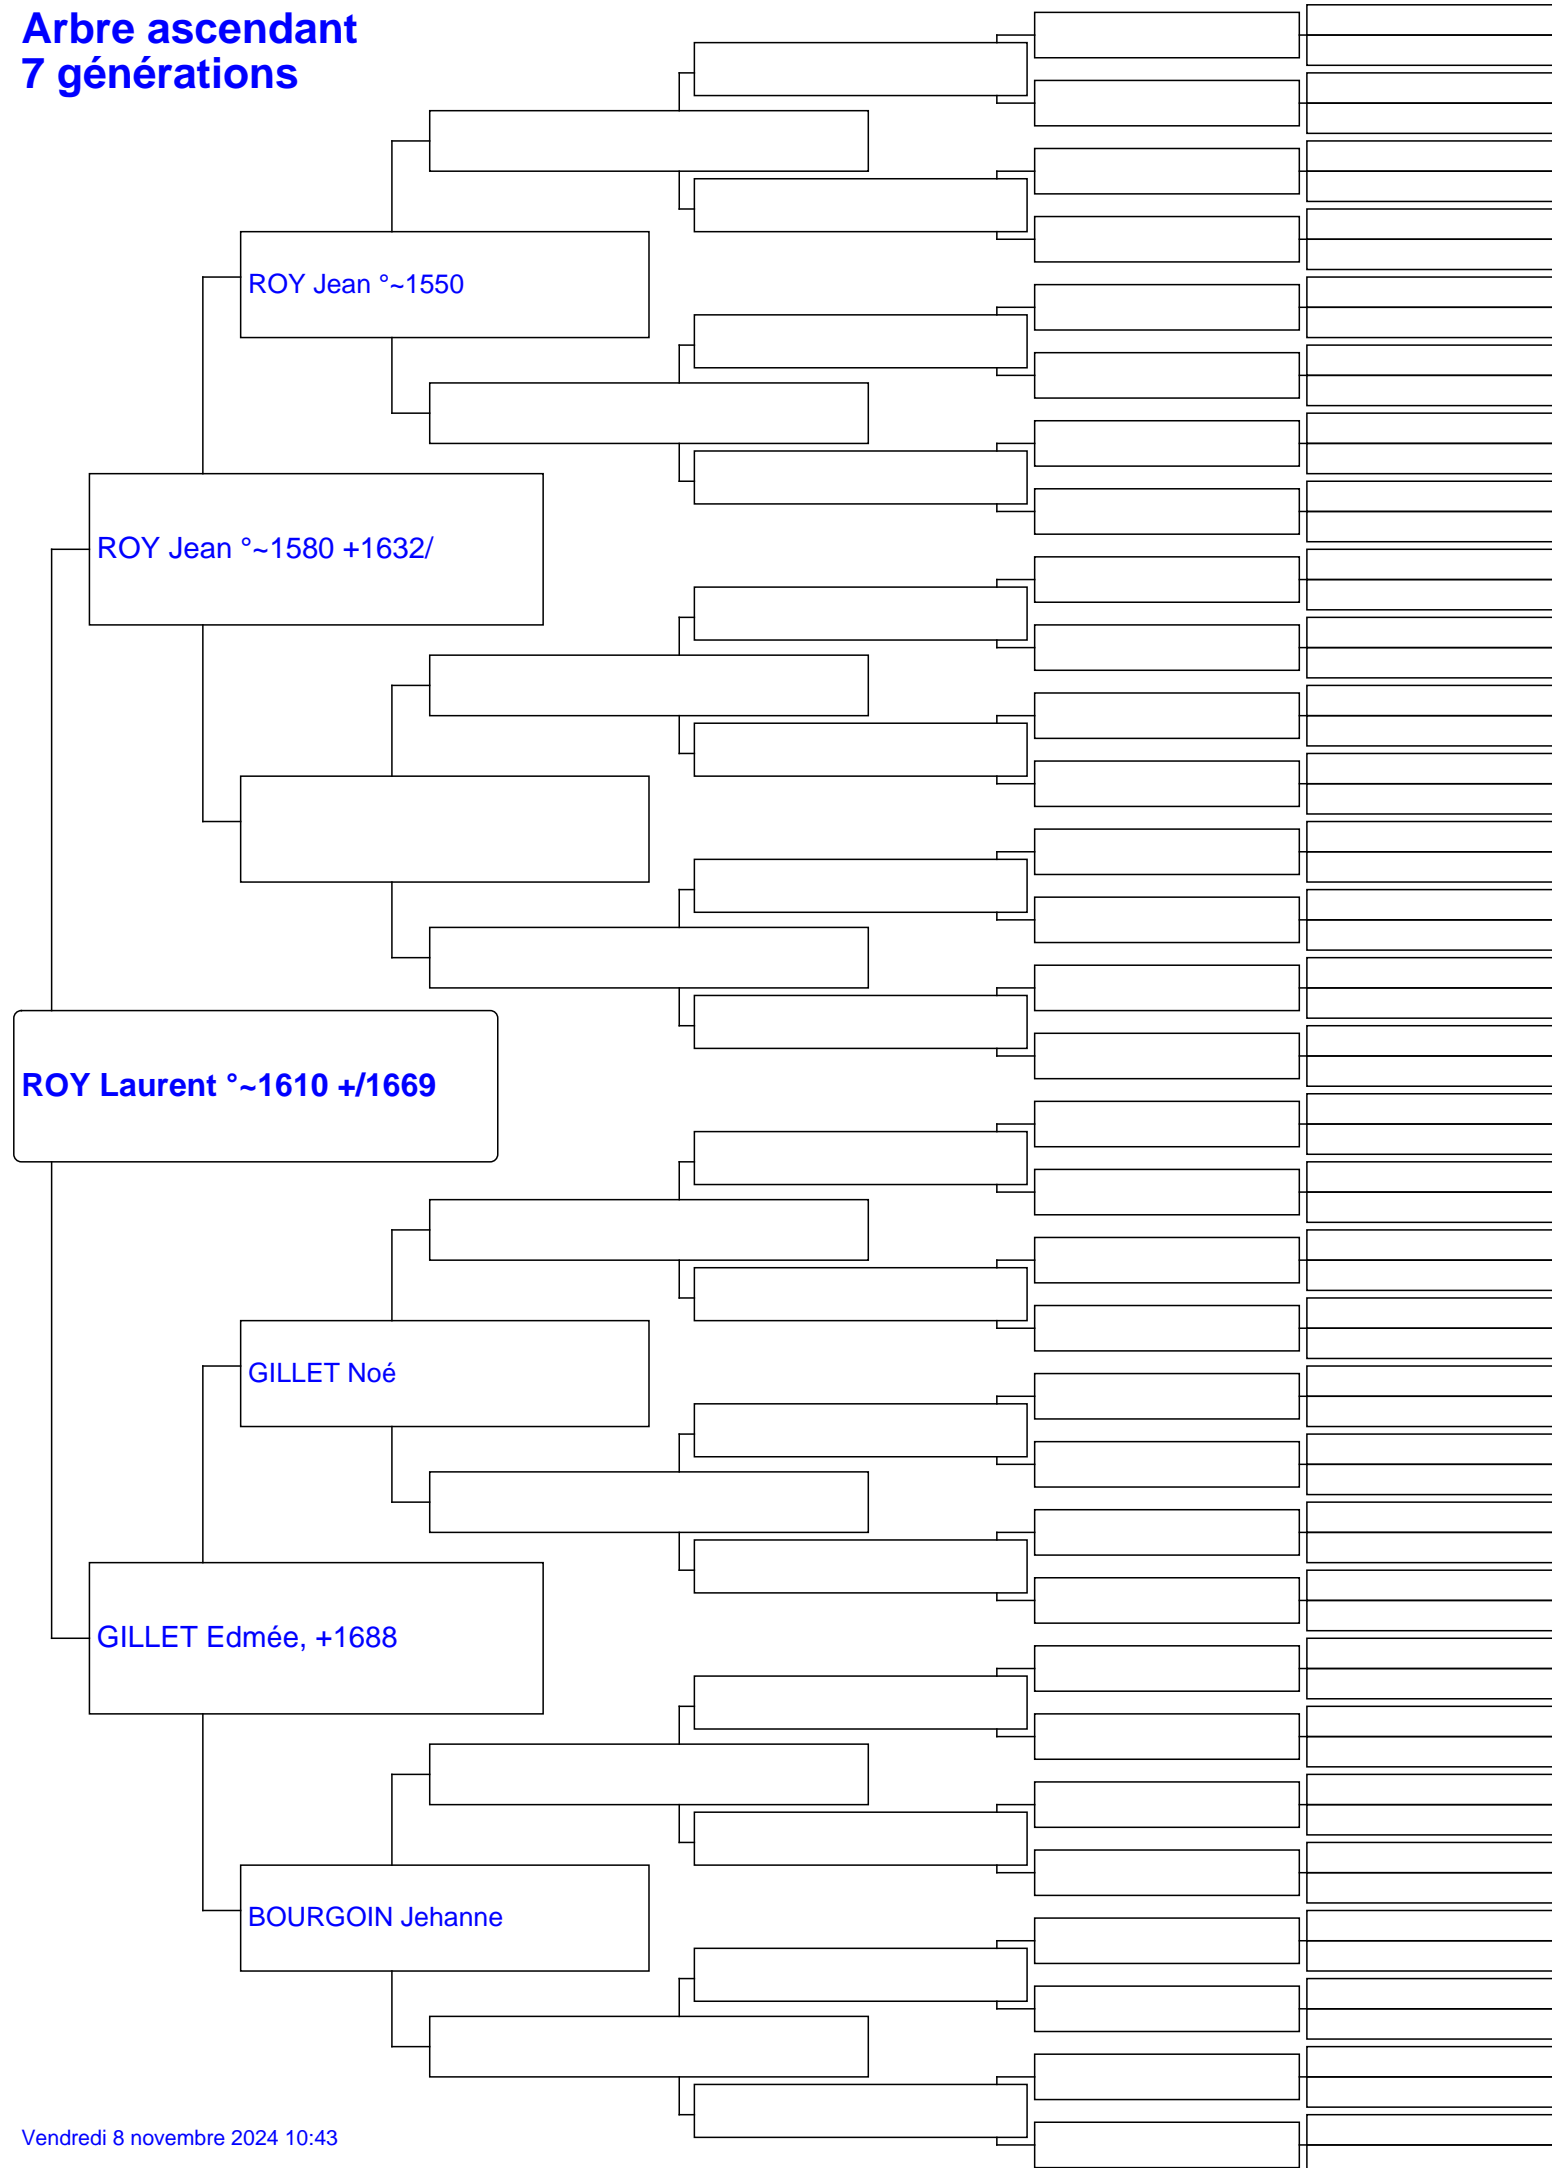 Arbre ascendant
7 générations
ROY Jean °~1550
ROY Jean °~1580 +1632/
ROY Laurent °~1610 +/1669
GILLET Noé
GILLET Edmée, +1688
BOURGOIN Jehanne
Vendredi 8 novembre 2024 10:43